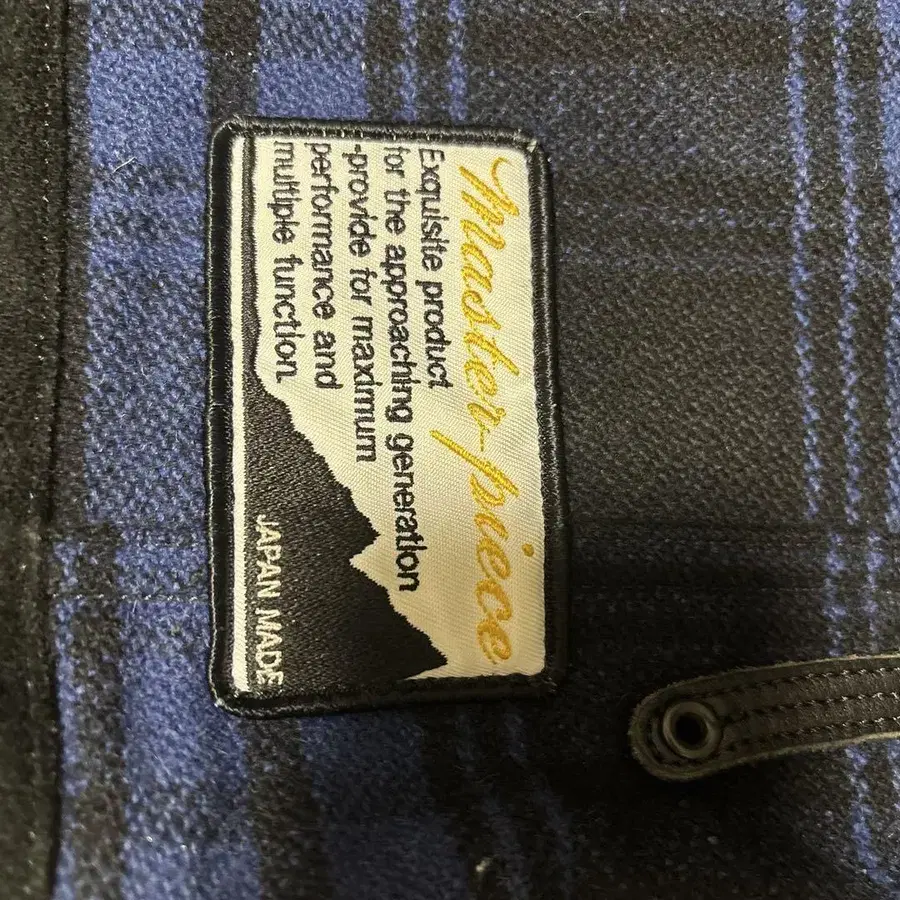 Master-piece
Exquisite product
for the approaching generation
-provide for maximum
performance and
multiple function.
JAPAN MADE